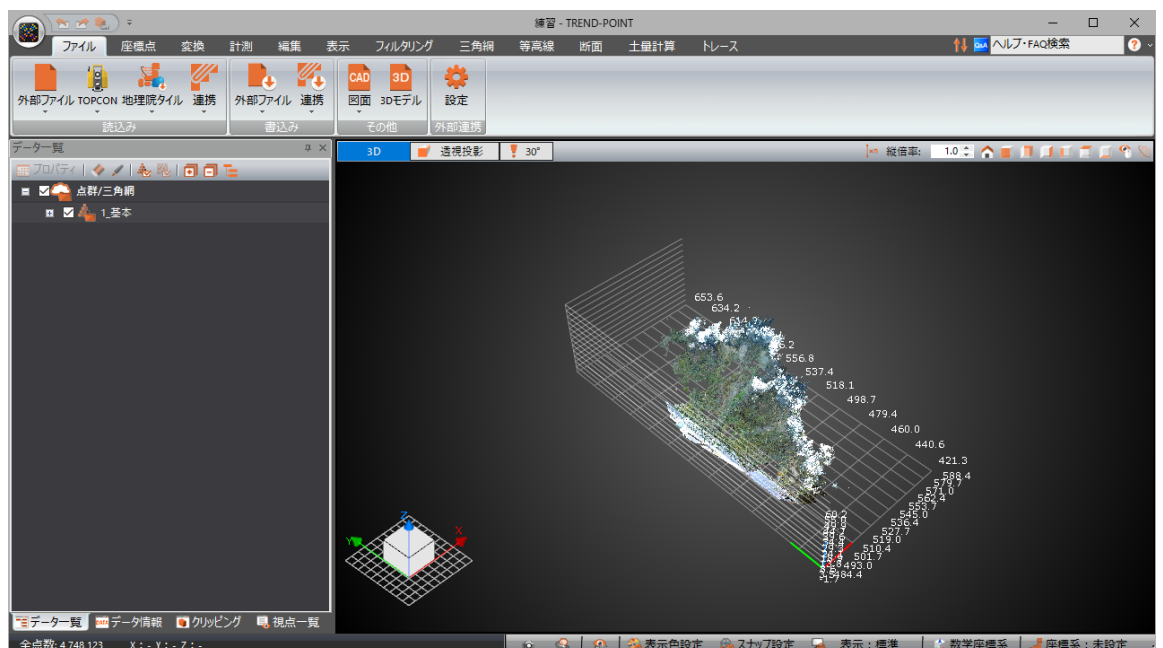 練習 - TREND-POINT
ファイル 座標点 変換 計測 編集 表示 フィルタリング 三角網 等高線 断面 土量計算 トレース
Q&A ヘルプ・FAQ検索 ?
外部ファイル TOPCON 地理院タイル 連携 外部ファイル 連携 CAD 図面 3D 3Dモデル 設定
読込み 書込み その他 外部連携
データ一覧
3D 透視投影 30° 縦倍率: 1.0
プロパティ
点群/三角網
1_基本
653.6
634.2
556.8
537.4
518.1
498.7
479.4
460.0
440.6
421.3
588.4
579.7
571.0
562.4
553.7
545.0
536.4
527.7
519.0
510.4
501.7
493.0
484.4
60.2
-1.7
Z
Y
X
データ一覧 データ情報 クリッピング 視点一覧
全点数: 4,748,123 X : - Y : - Z : -
表示色設定 スナップ設定 表示 : 標準 数学座標系 座標系 : 未設定